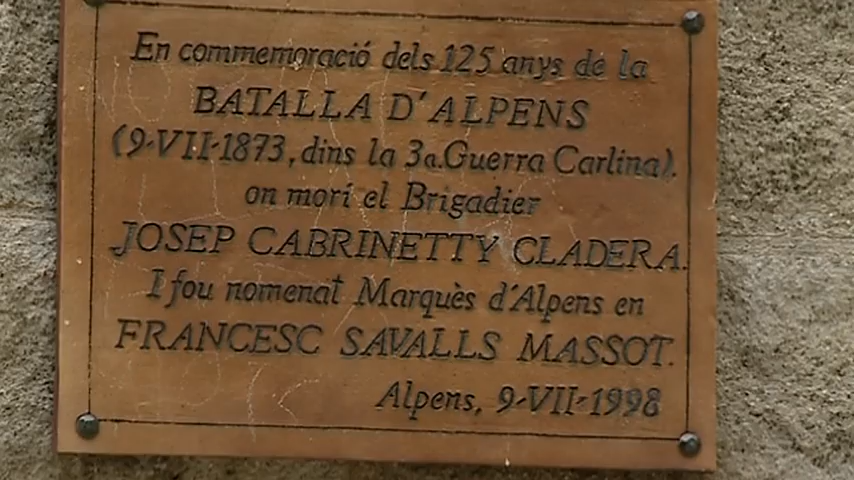 En commemoració dels 125 anys de la
BATALLA D'ALPENS
(9-VII-1873, dins la 3a. Guerra Carlina).
on morí el Brigadier
JOSEP CABRINETTY CLADERA.
I fou nomenat Marquès d'Alpens en
FRANCESC SAVALLS MASSOT.
Alpens, 9-VII-1998